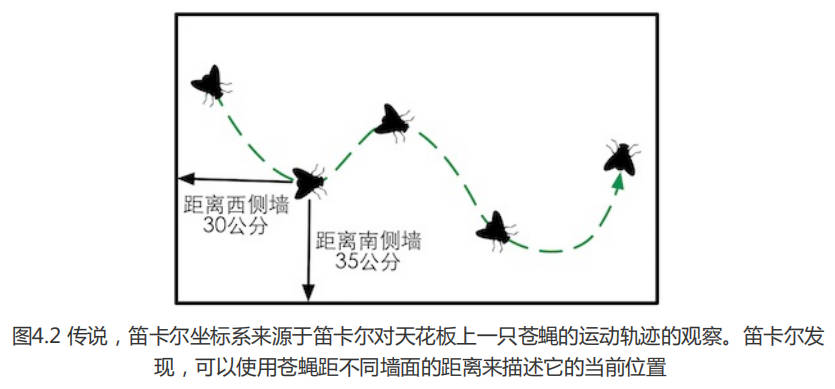 距离西侧墙
30公分
距离南侧墙
35公分
图4.2 传说，笛卡尔坐标系来源于笛卡尔对天花板上一只苍蝇的运动轨迹的观察。笛卡尔发
现，可以使用苍蝇距不同墙面的距离来描述它的当前位置